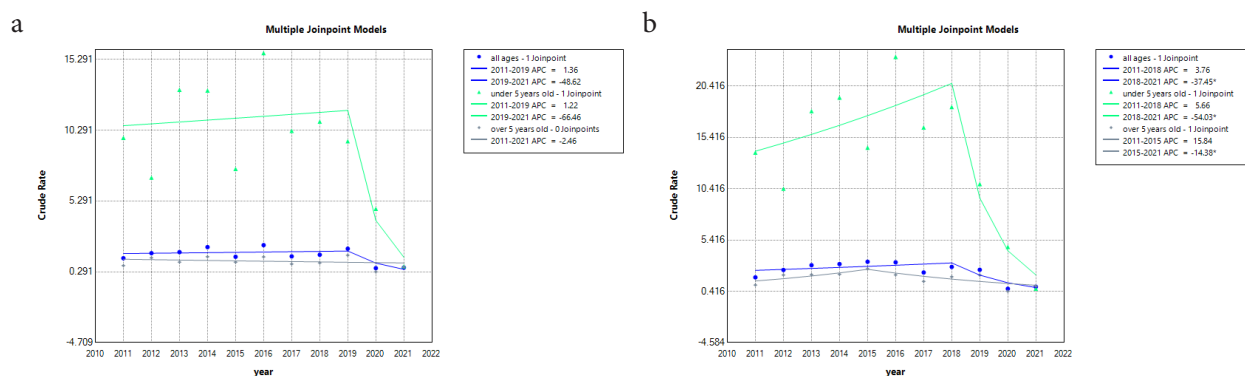 a
Multiple Joinpoint Models
15.291
10.291
5.291
0.291
-4.709
Crude Rate
2010 2011 2012 2013 2014 2015 2016 2017 2018 2019 2020 2021 2022
year
all ages - 1 Joinpoint
2011-2019 APC = 1.36
2019-2021 APC = -48.62
under 5 years old - 1 Joinpoint
2011-2019 APC = 1.22
2019-2021 APC = -66.46
over 5 years old - 0 Joinpoints
2011-2021 APC = -2.46
b
Multiple Joinpoint Models
20.416
15.416
10.416
5.416
0.416
-4.584
Crude Rate
2010 2011 2012 2013 2014 2015 2016 2017 2018 2019 2020 2021 2022
year
all ages - 1 Joinpoint
2011-2018 APC = 3.76
2018-2021 APC = -37.45*
under 5 years old - 1 Joinpoint
2011-2018 APC = 5.66
2018-2021 APC = -54.03*
over 5 years old - 1 Joinpoint
2011-2015 APC = 15.84
2015-2021 APC = -14.38*